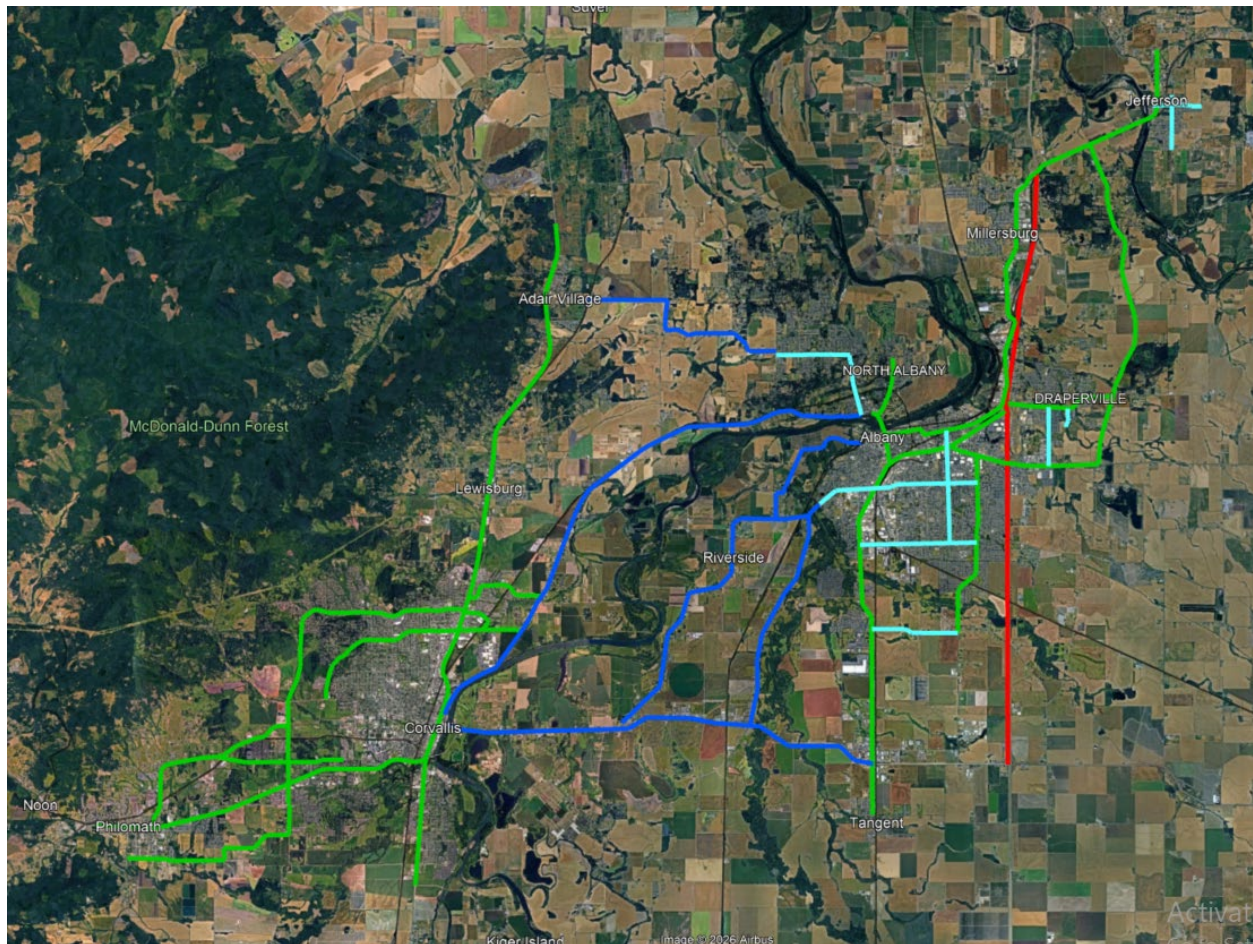 Suver
Jefferson
Millersburg
Adair Village
NORTH ALBANY
DRAPERVILLE
McDonald-Dunn Forest
Albany
Lewisburg
Riverside
Corvallis
Noon
Philomath
Tangent
Kiger Island
Image © 2026 Airbus
Activat